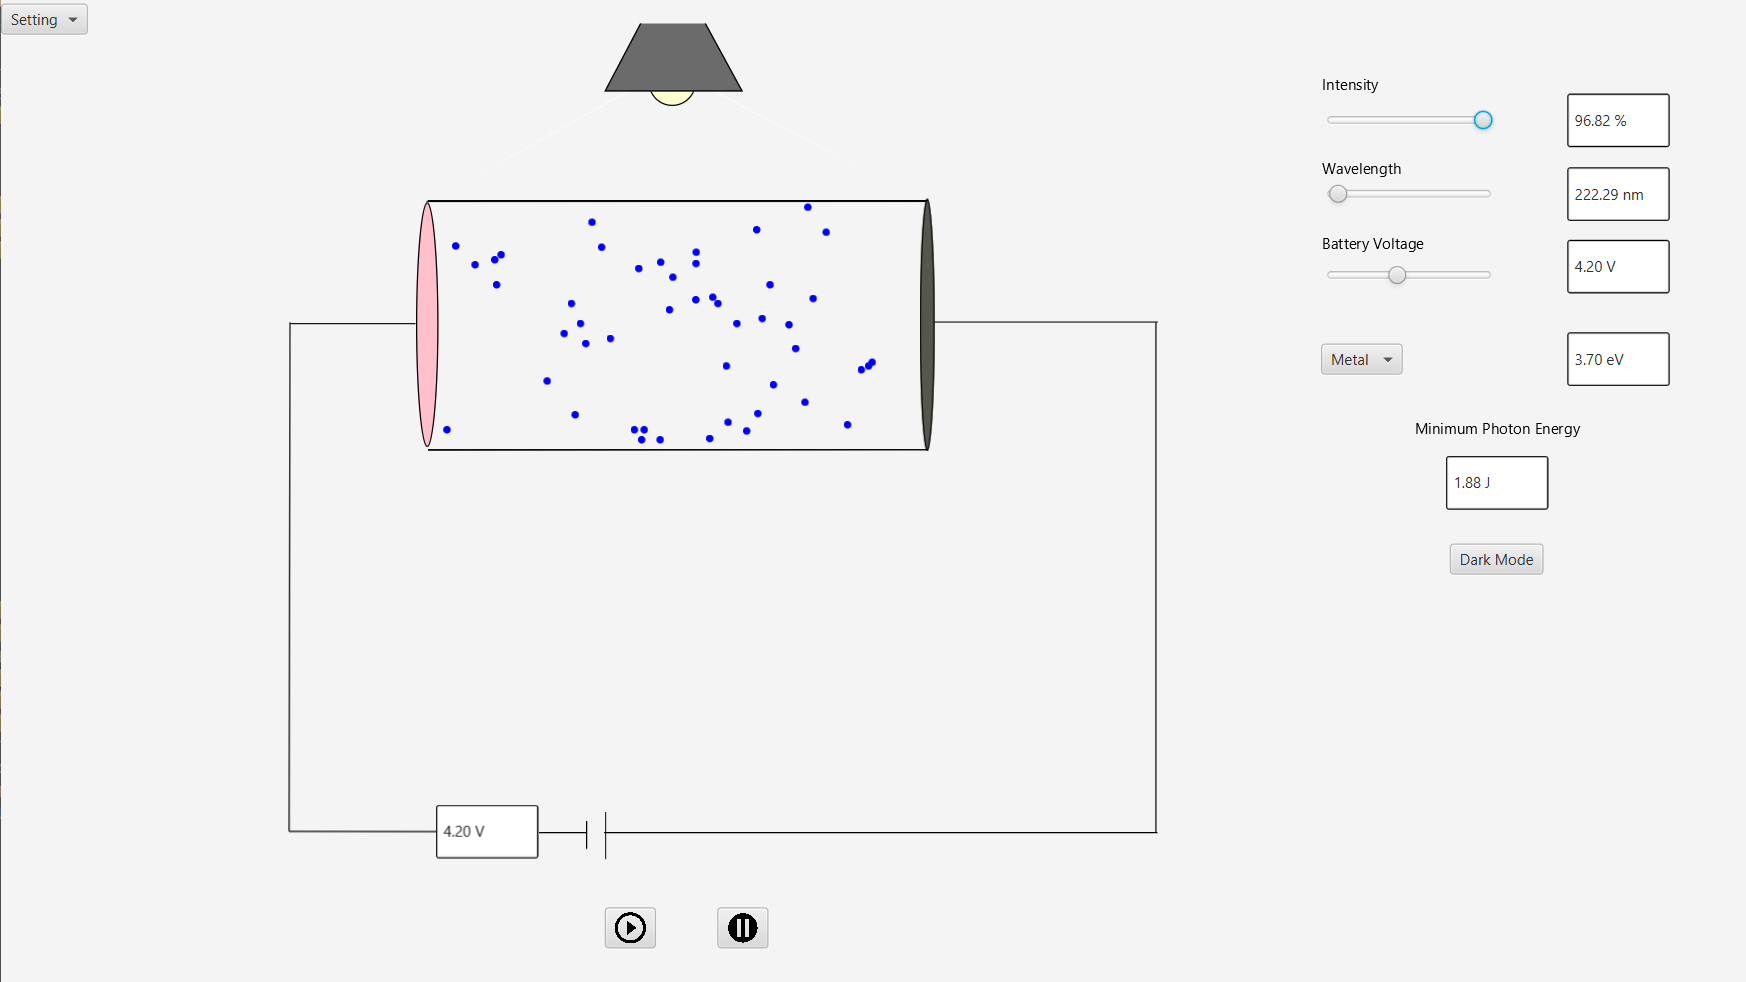 Setting
Intensity
96.82 %
Wavelength
222.29 nm
Battery Voltage
4.20 V
Metal
3.70 eV
Minimum Photon Energy
1.88 J
Dark Mode
4.20 V